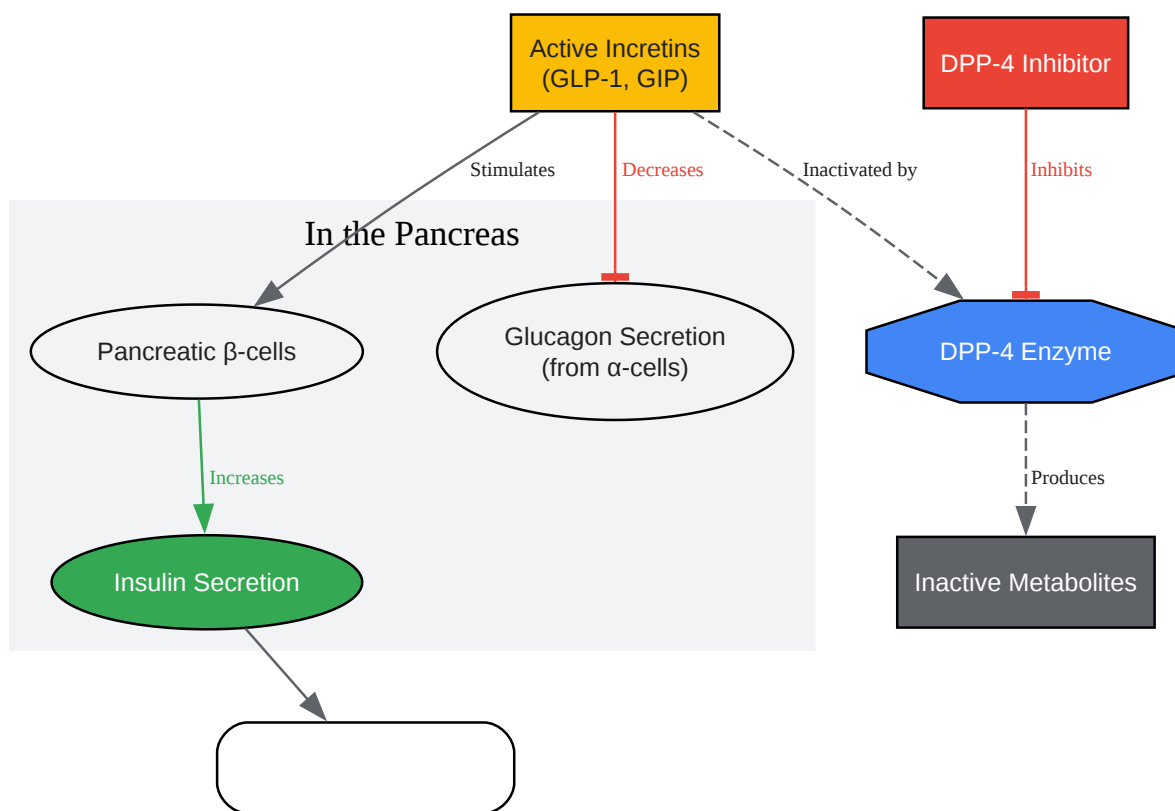 Active Incretins
(GLP-1, GIP)
DPP-4 Inhibitor
Stimulates
Decreases
Inactivated by
Inhibits
In the Pancreas
Pancreatic β-cells
Glucagon Secretion
(from α-cells)
DPP-4 Enzyme
Increases
Produces
Insulin Secretion
Inactive Metabolites